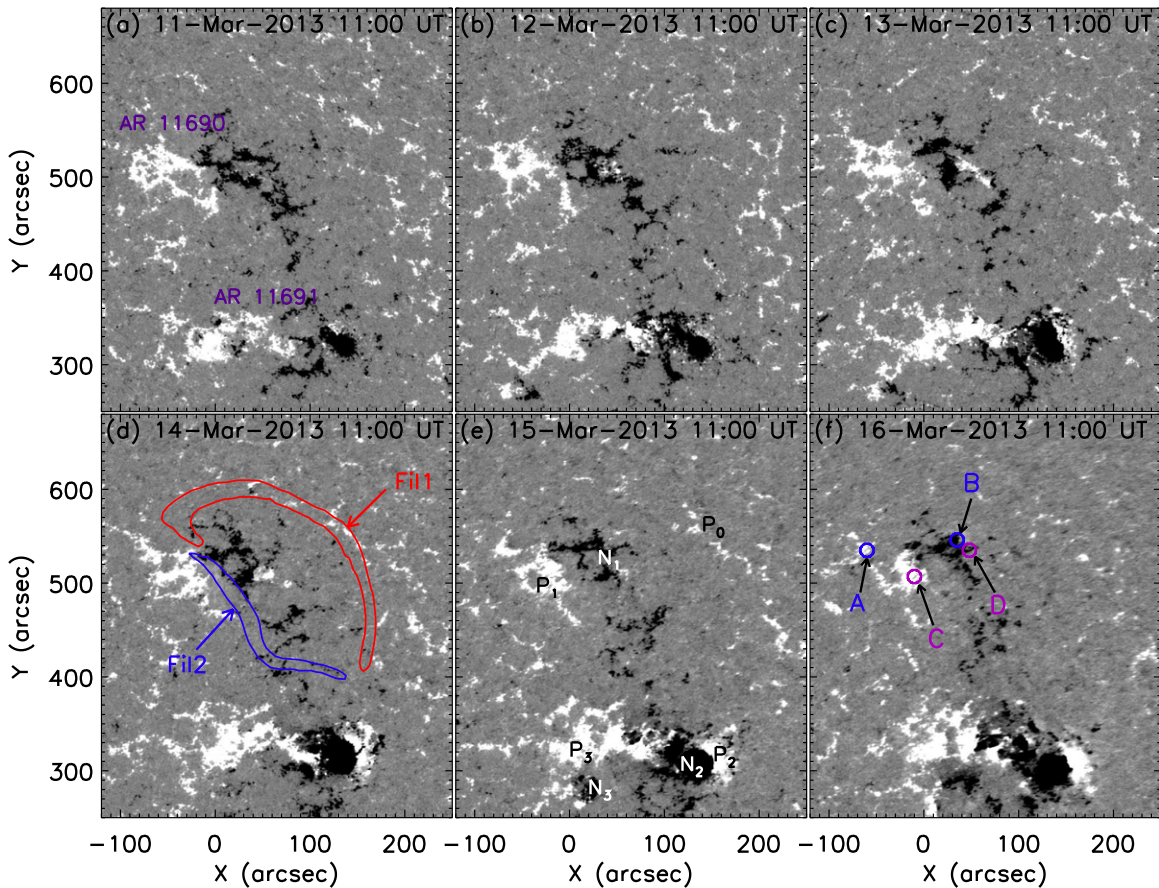 (a) 11-Mar-2013 11:00 UT
(b) 12-Mar-2013 11:00 UT
(c) 13-Mar-2013 11:00 UT
AR 11690
AR 11691
600
500
400
300
Y (arcsec)
(d) 14-Mar-2013 11:00 UT
(e) 15-Mar-2013 11:00 UT
(f) 16-Mar-2013 11:00 UT
Fil1
Fil2
P0
N1
P1
P3
N2
P2
N3
B
A
D
C
600
500
400
300
Y (arcsec)
-100 0 100 200
-100 0 100 200
-100 0 100 200
X (arcsec)
X (arcsec)
X (arcsec)